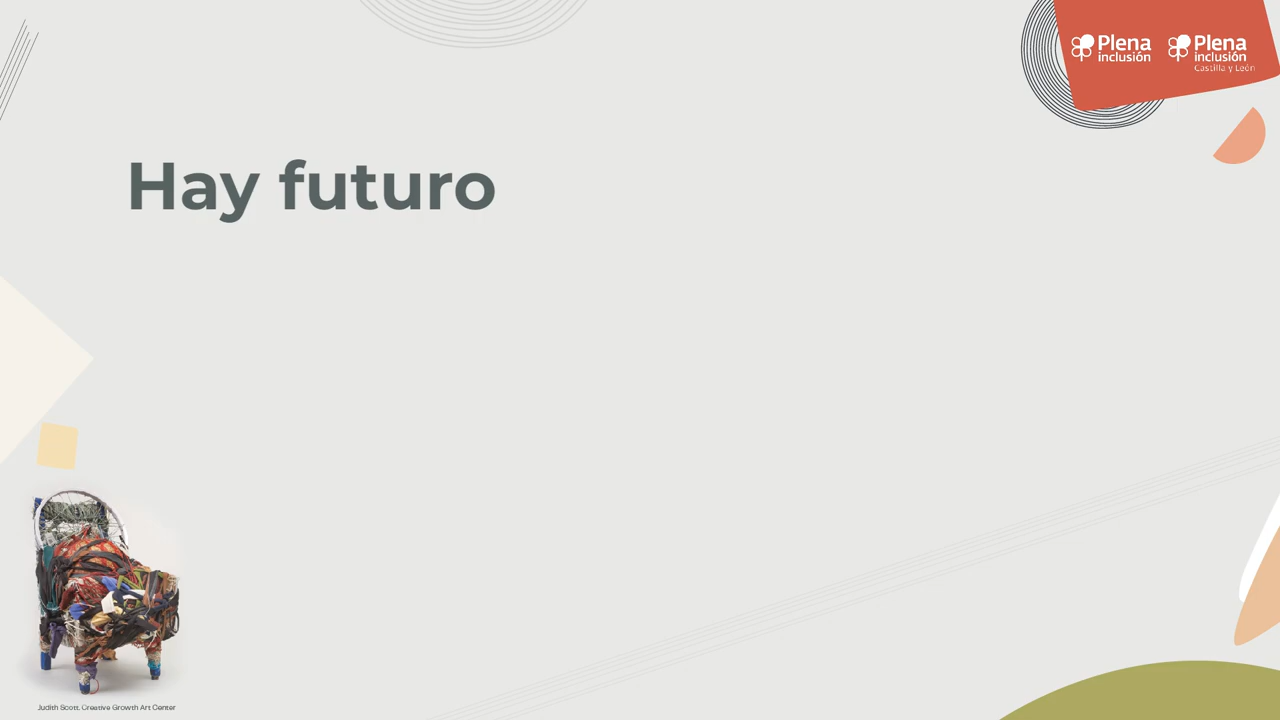 Plena inclusión
Plena inclusión
Castilla y León
Hay futuro
Judith Scott. Creative Growth Art Center